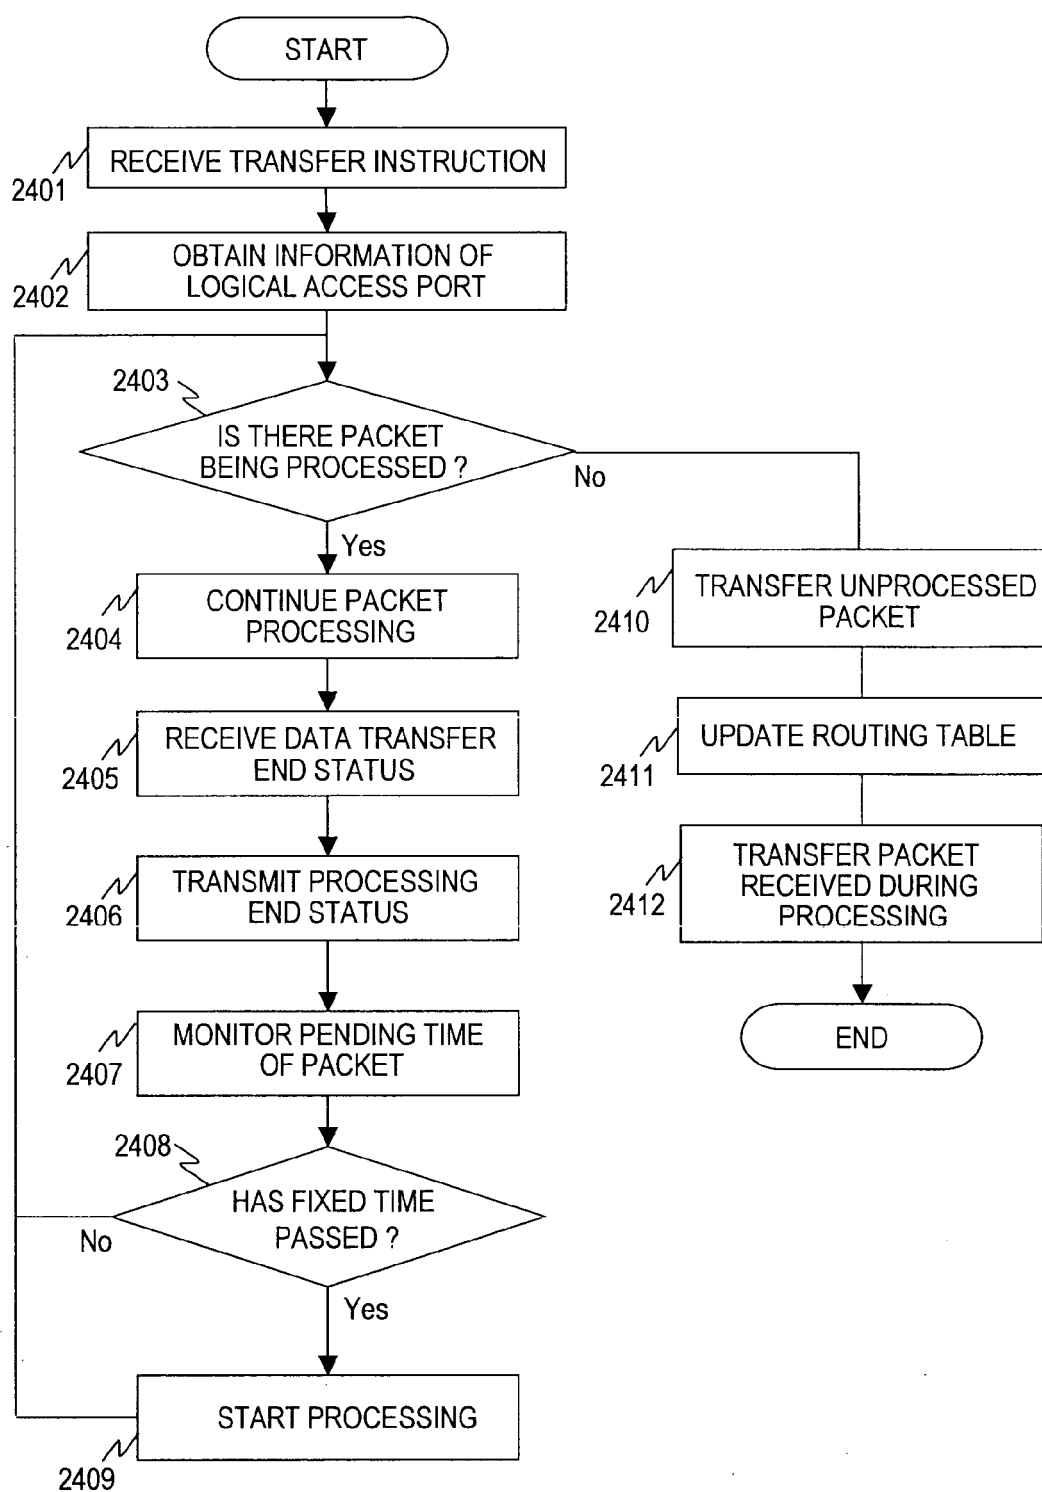 START
RECEIVE TRANSFER INSTRUCTION
2401
OBTAIN INFORMATION OF
LOGICAL ACCESS PORT
2402
2403
IS THERE PACKET
BEING PROCESSED ?
No
Yes
CONTINUE PACKET
PROCESSING
2404
RECEIVE DATA TRANSFER
END STATUS
2405
TRANSMIT PROCESSING
END STATUS
2406
MONITOR PENDING TIME
OF PACKET
2407
2408
HAS FIXED TIME
PASSED ?
No
Yes
START PROCESSING
2409
TRANSFER UNPROCESSED
PACKET
2410
UPDATE ROUTING TABLE
2411
TRANSFER PACKET
RECEIVED DURING
PROCESSING
2412
END